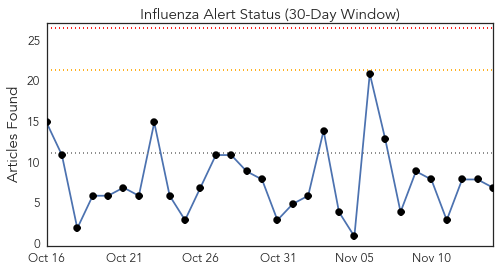 Influenza Alert Status (30-Day Window)
Articles Found
25
20
15
10
5
0
Oct 16 Oct 21 Oct 26 Oct 31 Nov 05 Nov 10